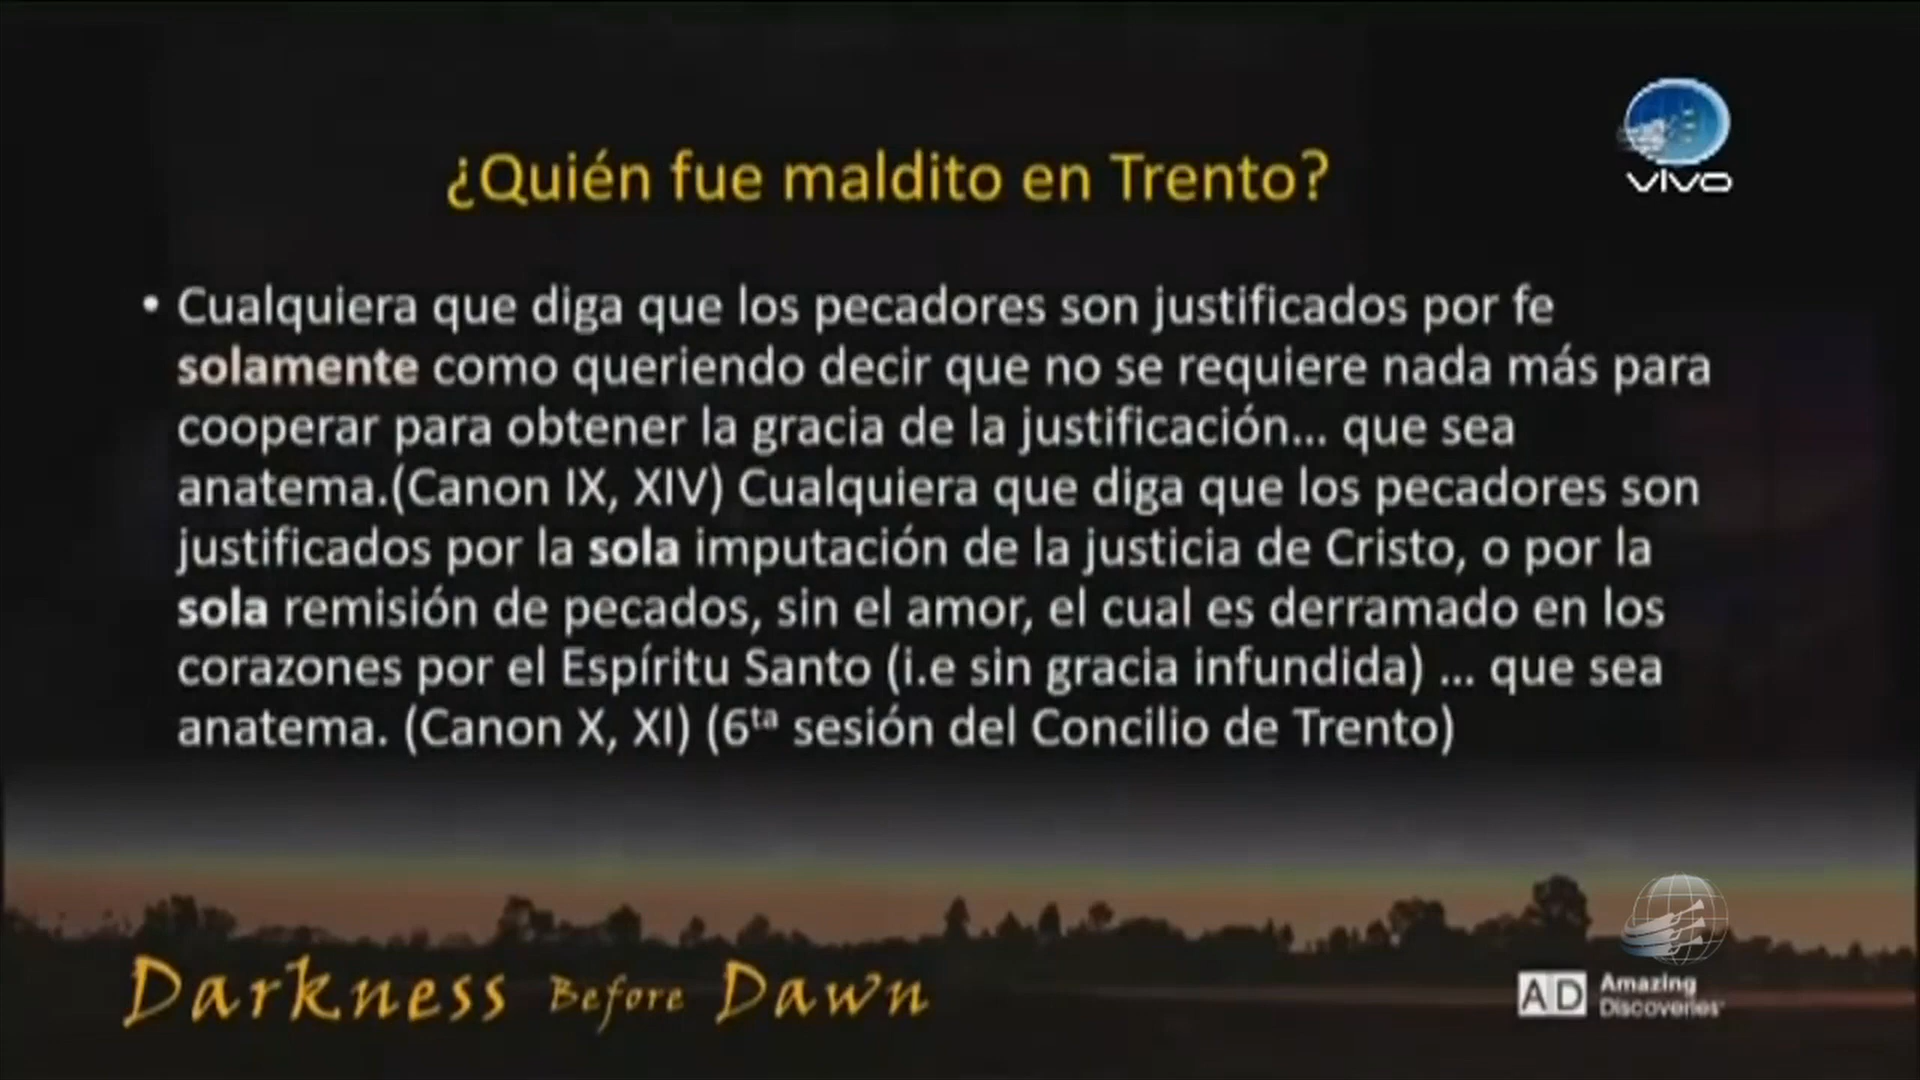 VIVO
¿Quién fue maldito en Trento?
• Cualquiera que diga que los pecadores son justificados por fe
solamente como queriendo decir que no se requiere nada más para
cooperar para obtener la gracia de la justificación... que sea
anatema.(Canon IX, XIV) Cualquiera que diga que los pecadores son
justificados por la sola imputación de la justicia de Cristo, o por la
sola remisión de pecados, sin el amor, el cual es derramado en los
corazones por el Espíritu Santo (i.e sin gracia infundida) ... que sea
anatema. (Canon X, XI) (6ta sesión del Concilio de Trento)
Darkness Before Dawn
AD Amazing
Discoveries